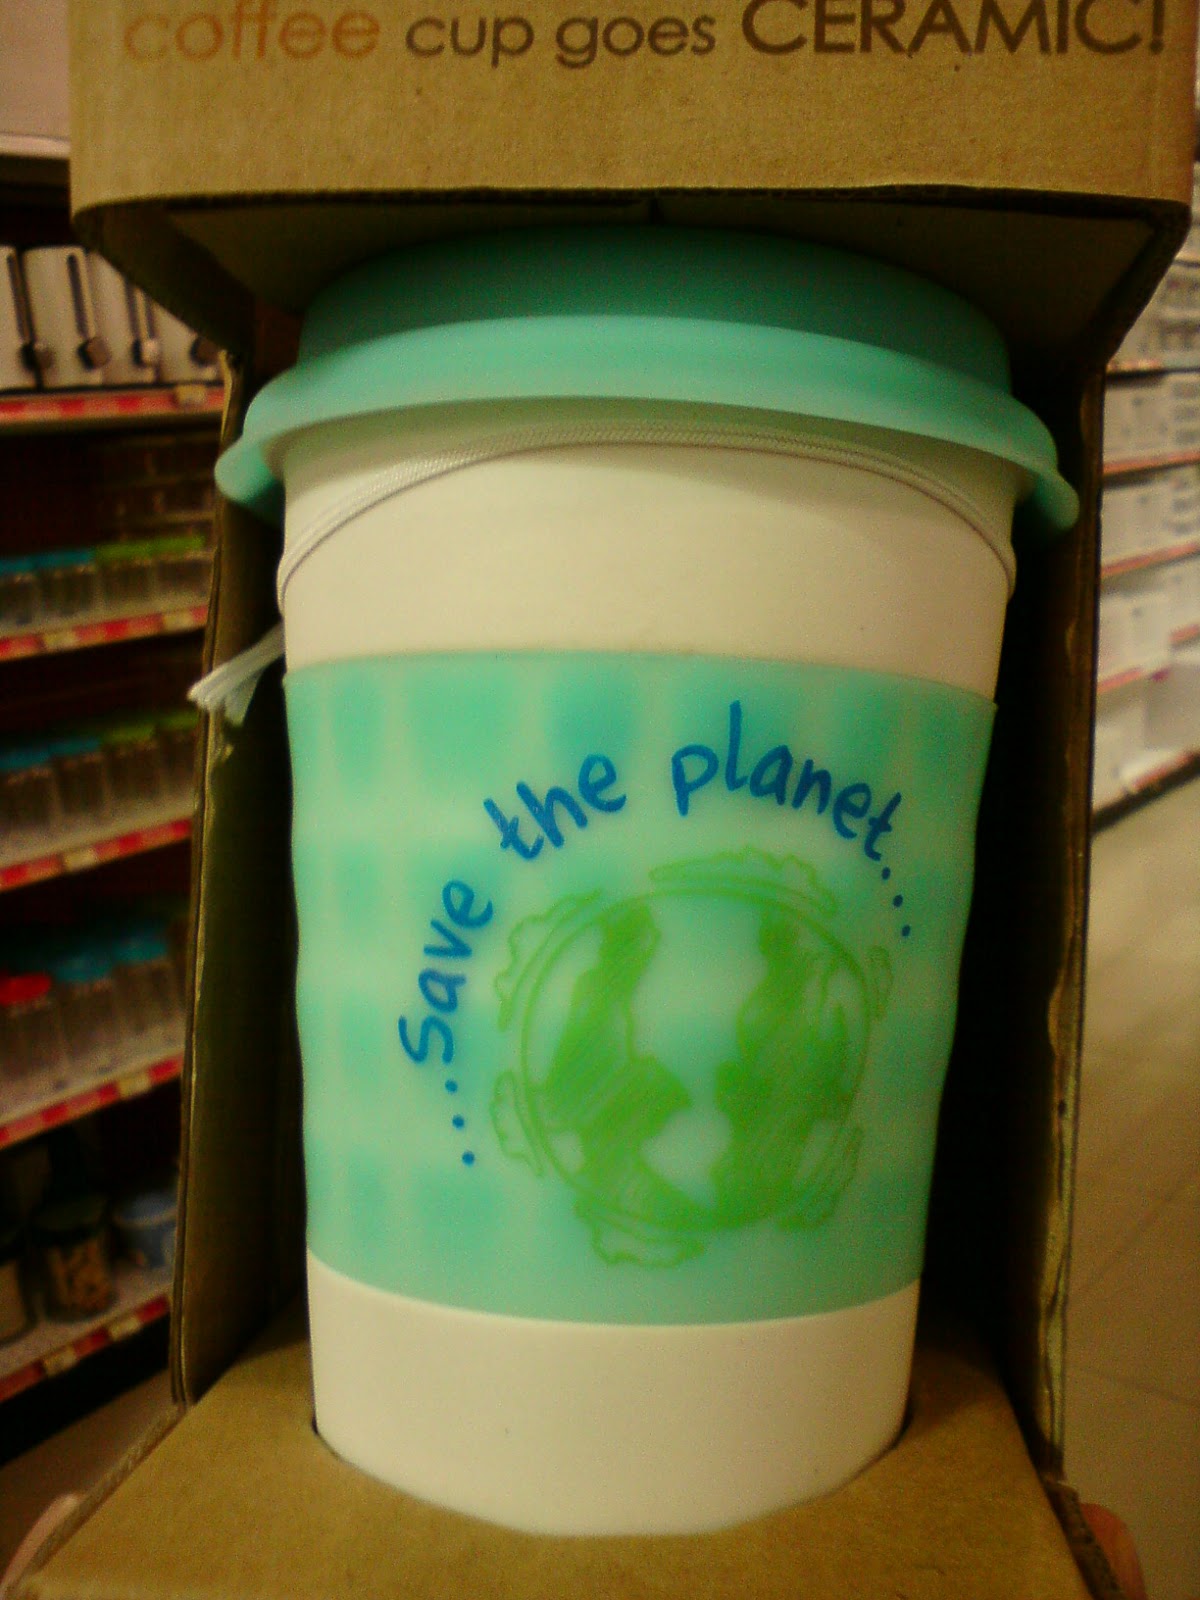 coffee cup goes CERAMIC!
...Save the planet...